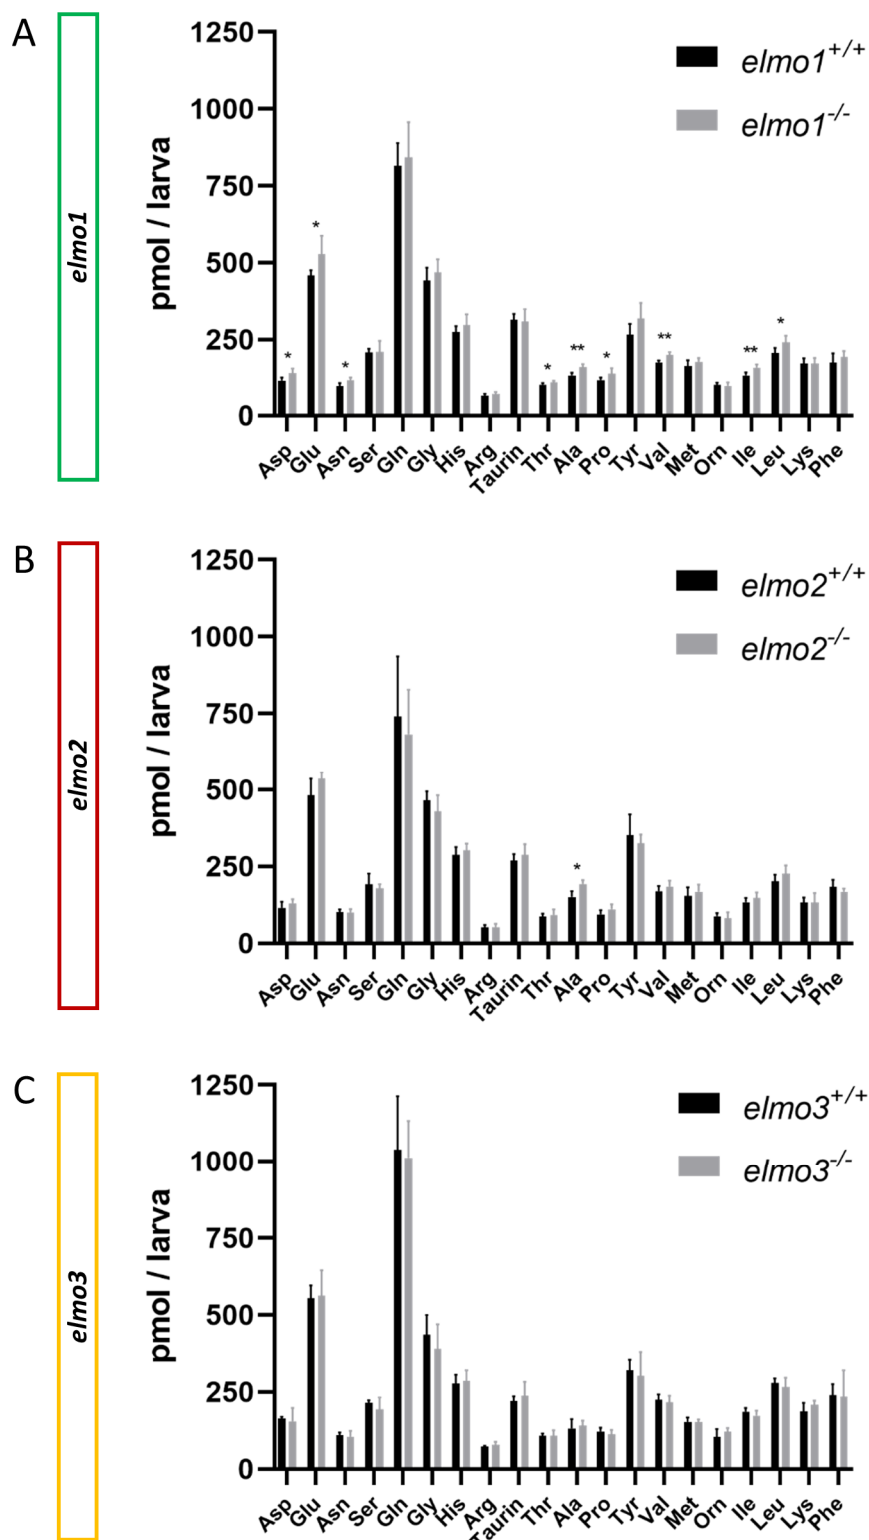 A
elmo1
pmol / larva
1250
1000
750
500
250
0
elmo1+/+
elmo1-/-
* * * * ** * ** ** *
Asp Glu Asn Ser Gln Gly His Arg Taurin Thr Ala Pro Tyr Val Met Orn Ile Leu Lys Phe
B
elmo2
pmol / larva
1250
1000
750
500
250
0
elmo2+/+
elmo2-/-
*
Asp Glu Asn Ser Gln Gly His Arg Taurin Thr Ala Pro Tyr Val Met Orn Ile Leu Lys Phe
C
elmo3
pmol / larva
1250
1000
750
500
250
0
elmo3+/+
elmo3-/-
Asp Glu Asn Ser Gln Gly His Arg Taurin Thr Ala Pro Tyr Val Met Orn Ile Leu Lys Phe